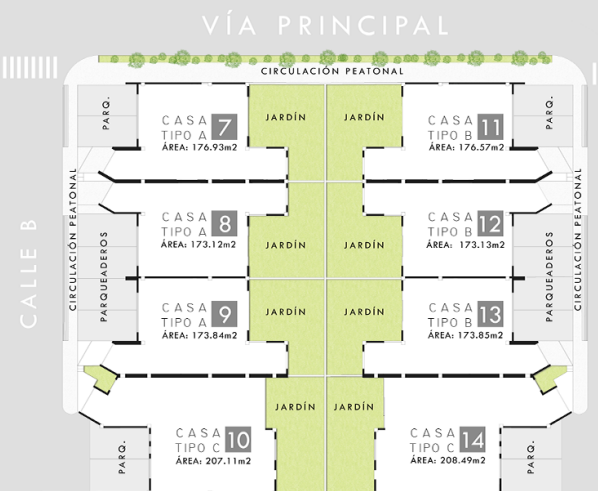 VÍA PRINCIPAL
CIRCULACIÓN PEATONAL
CALLE B
CIRCULACIÓN PEATONAL
PARQ.
CASA 7
TIPO A
ÁREA: 176.93m2
JARDÍN
JARDÍN
CASA 11
TIPO B
ÁREA: 176.57m2
PARQ.
CIRCULACIÓN PEATONAL
PARQUEADEROS
CASA 8
TIPO A
ÁREA: 173.12m2
JARDÍN
JARDÍN
CASA 12
TIPO B
ÁREA: 173.13m2
PARQUEADEROS
CASA 9
TIPO A
ÁREA: 173.84m2
JARDÍN
JARDÍN
CASA 13
TIPO B
ÁREA: 173.85m2
PARQ.
CASA 10
TIPO C
ÁREA: 207.11m2
JARDÍN
JARDÍN
CASA 14
TIPO C
ÁREA: 208.49m2
PARQ.